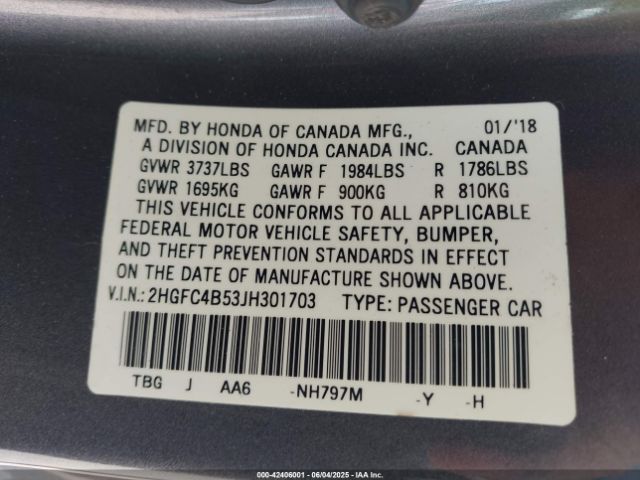 MFD. BY HONDA OF CANADA MFG., 01/'18
A DIVISION OF HONDA CANADA INC. CANADA
GVWR 3737LBS GAWR F 1984LBS R 1786LBS
GVWR 1695KG GAWR F 900KG R 810KG
THIS VEHICLE CONFORMS TO ALL APPLICABLE
FEDERAL MOTOR VEHICLE SAFETY, BUMPER,
AND THEFT PREVENTION STANDARDS IN EFFECT
ON THE DATE OF MANUFACTURE SHOWN ABOVE.
V.I.N.: 2HGFC4B53JH301703 TYPE: PASSENGER CAR
TBG J AA6 -NH797M -Y -H
000-42406001 - 06/04/2025 - IAA Inc.